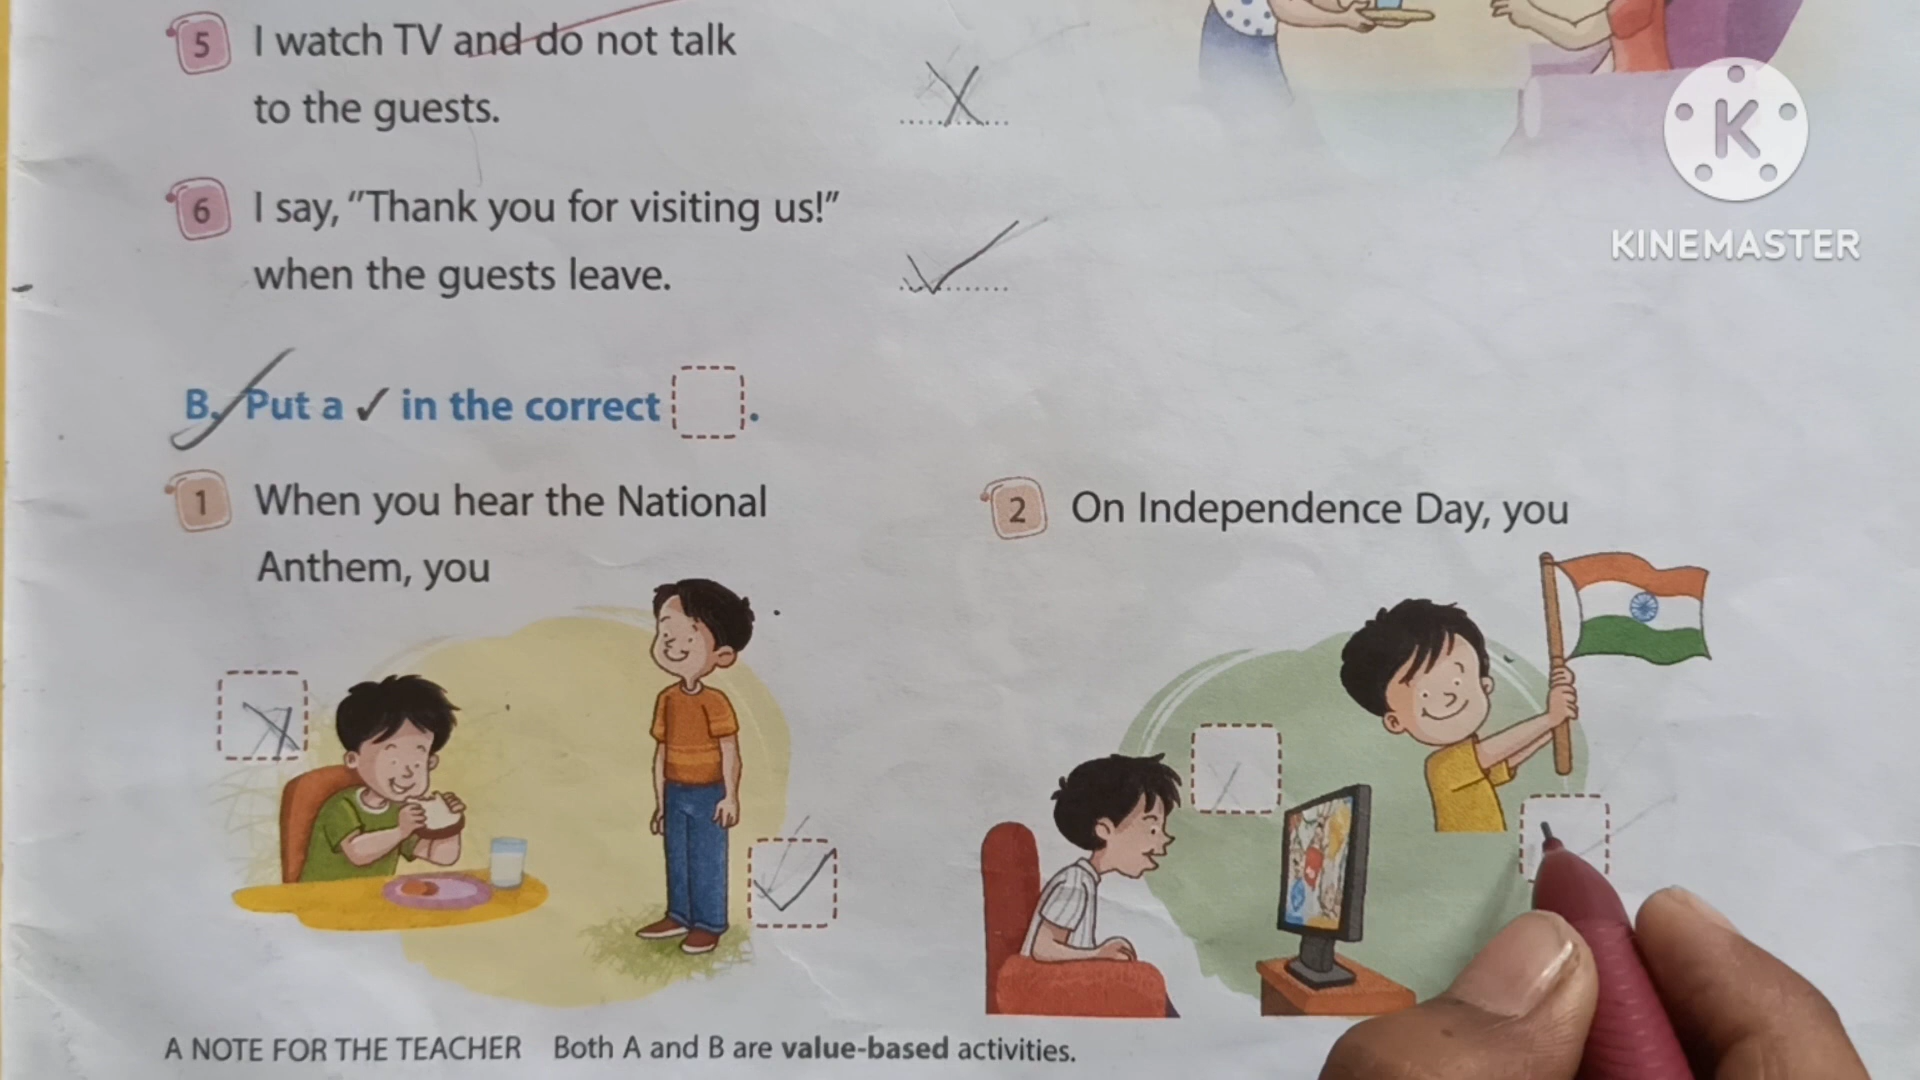 5 I watch TV and do not talk
to the guests.
6 I say, "Thank you for visiting us!"
when the guests leave.
KINEMASTER
B. Put a ✓ in the correct .
1 When you hear the National
Anthem, you
2 On Independence Day, you
A NOTE FOR THE TEACHER Both A and B are value-based activities.